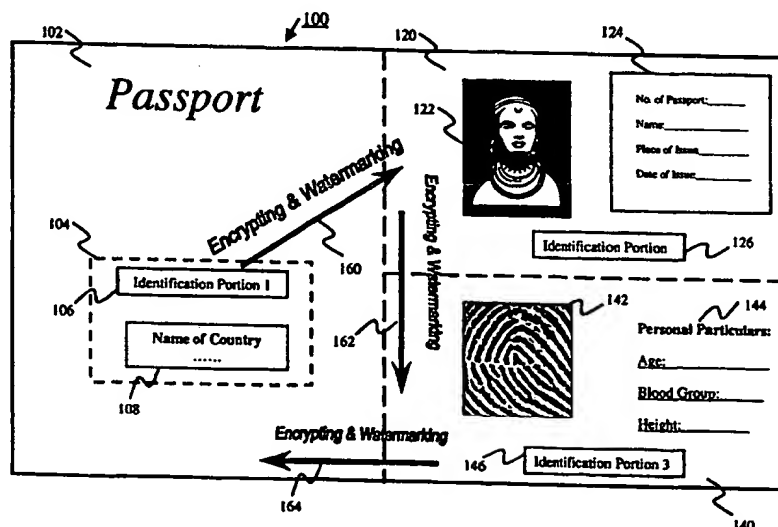 100
102
120
124
Passport
122
No. of Passport:
Name:
Place of Issue
Date of Issue:
Encrypting & Watermarking
160
Encrypting & Watermarking
162
104
106
Identification Portion 1
Name of Country
......
108
Identification Portion
126
142
144
Personal Particulars:
Age:
Blood Group:
Height:
Encrypting & Watermarking
164
146
Identification Portion 3
140